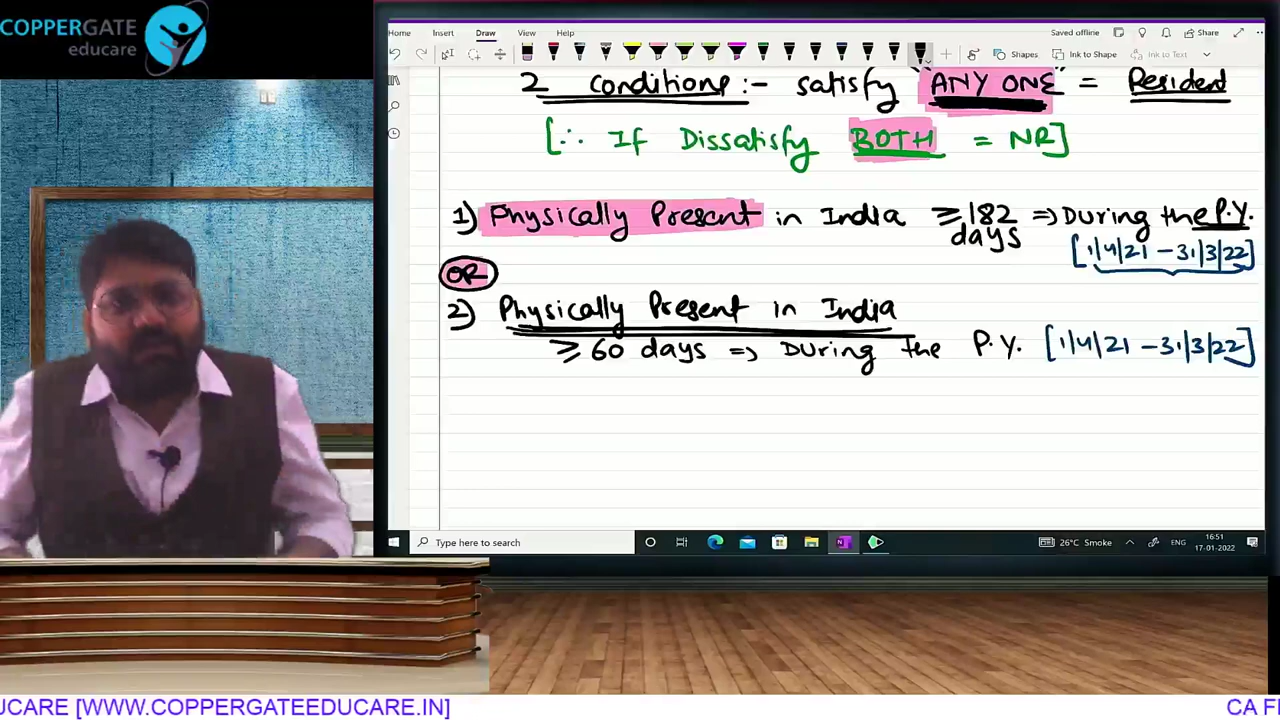 COPPERGATE
educare
Home Insert Draw View Help
Saved offline Share
Shapes Ink to Shape Ink to Text
2 conditions :- satisfy "ANY ONE" = Resident
[∴ If Dissatisfy BOTH = NR]
1) Physically Present in India ≥182 days ⇒ During the P.Y.
[1/4/21 - 31/3/22]
OR
2) Physically Present in India
≥ 60 days ⇒ During the P.Y. [1/4/21 - 31/3/22]
Type here to search
26°C Smoke ENG 16:51
17-01-2022
UCARE [WWW.COPPERGATEEDUCARE.IN] CA F